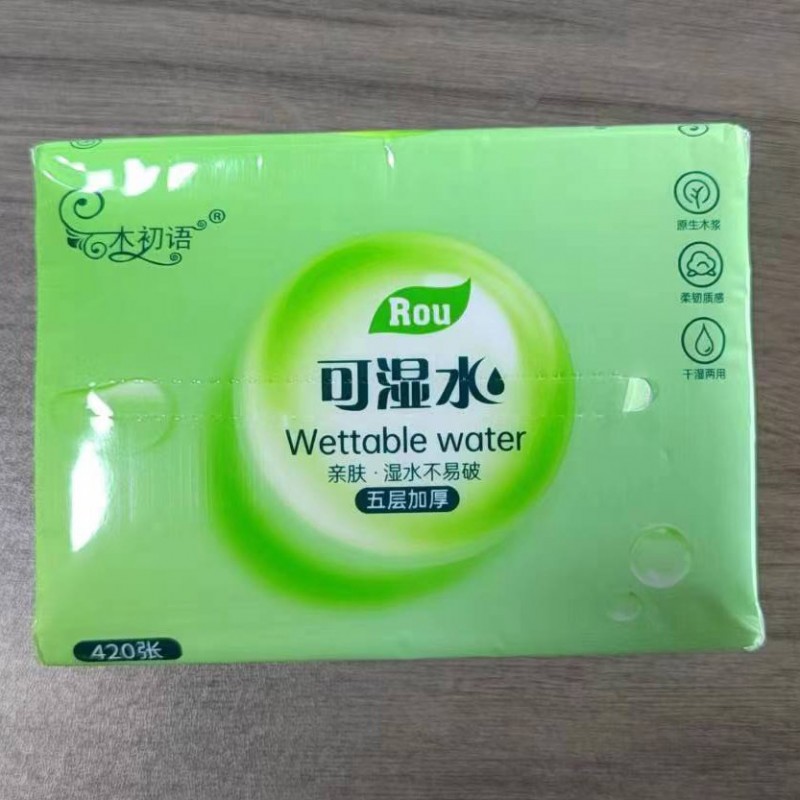 木初语®
Rou
可湿水
Wettable water
亲肤·湿水不易破
五层加厚
原生木浆
柔韧质感
干湿两用
420张